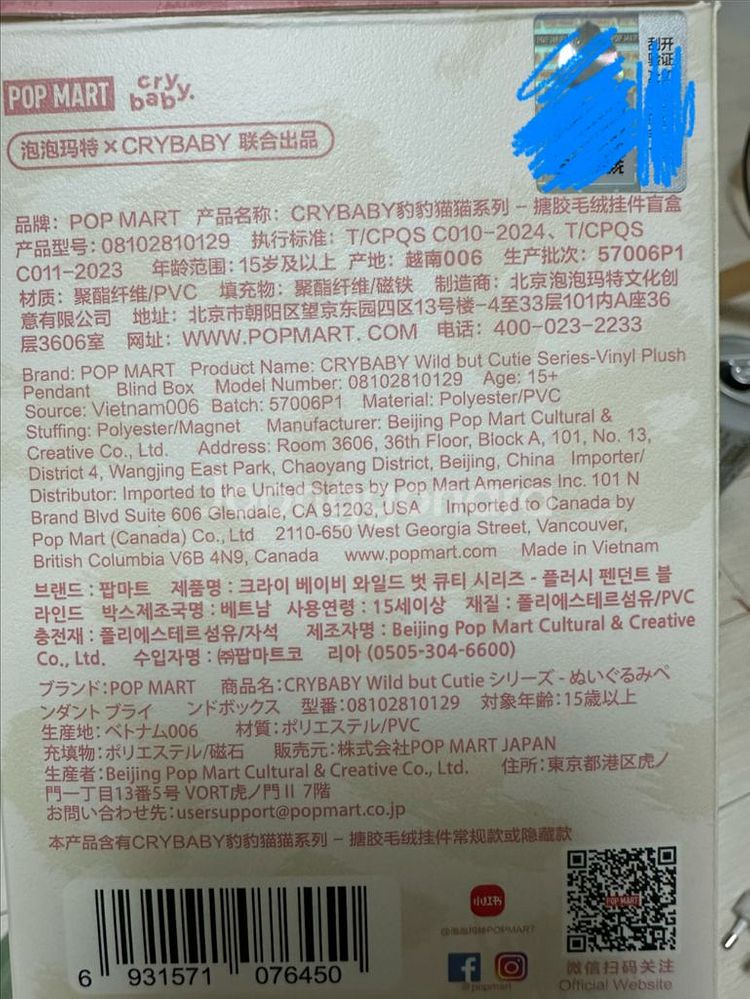 POP MART
cry baby.
泡泡玛特×CRYBABY 联合出品
品牌：POP MART 产品名称：CRYBABY豹豹猫猫系列－搪胶毛绒挂件盲盒
产品型号：08102810129 执行标准：T/CPQS C010-2024、T/CPQS
C011-2023 年龄范围：15岁及以上 产地：越南006 生产批次：57006P1
材质：聚酯纤维/PVC 填充物：聚酯纤维/磁铁 制造商：北京泡泡玛特文化创
意有限公司 地址：北京市朝阳区望京东园四区13号楼-4至33层101内A座36
层3606室 网址：WWW.POPMART.COM 电话：400-023-2233
Brand: POP MART Product Name: CRYBABY Wild but Cutie Series-Vinyl Plush
Pendant Blind Box Model Number: 08102810129 Age: 15+
Source: Vietnam006 Batch: 57006P1 Material: Polyester/PVC
Stuffing: Polyester/Magnet Manufacturer: Beijing Pop Mart Cultural &
Creative Co., Ltd. Address: Room 3606, 36th Floor, Block A, 101, No. 13,
District 4, Wangjing East Park, Chaoyang District, Beijing, China Importer/
Distributor: Imported to the United States by Pop Mart Americas Inc. 101 N
Brand Blvd Suite 606 Glendale, CA 91203, USA Imported to Canada by
Pop Mart (Canada) Co., Ltd 2110-650 West Georgia Street, Vancouver,
British Columbia V6B 4N9, Canada www.popmart.com Made in Vietnam
브랜드 : 팝마트 제품명 : 크라이 베이비 와일드 벗 큐티 시리즈 - 플러시 펜던트 블
라인드 박스제조국명 : 베트남 사용연령 : 15세이상 재질 : 폴리에스테르섬유/PVC
충전재 : 폴리에스테르섬유/자석 제조자명 : Beijing Pop Mart Cultural & Creative
Co., Ltd. 수입자명 : ㈜팝마트코 리아 (0505-304-6600)
ブランド：POP MART 商品名：CRYBABY Wild but Cutie シリーズ - ぬいぐるみペ
ンダント ブライ ンドボックス 型番：08102810129 対象年齢：15歳以上
生産地：ベトナム006 材質：ポリエステル/PVC
充填物：ポリエステル/磁石 販売元：株式会社POP MART JAPAN
生産者：Beijing Pop Mart Cultural & Creative Co., Ltd. 住所：東京都港区虎ノ
門一丁目13番5号 VORT虎ノ門Ⅱ 7階
お問い合わせ先：usersupport@popmart.co.jp
本产品含有CRYBABY豹豹猫猫系列－搪胶毛绒挂件常规款或隐藏款
6 931571 076450
小红书
@泡泡玛特POPMART
@popmart
POP MART
微信扫码关注
Official Website